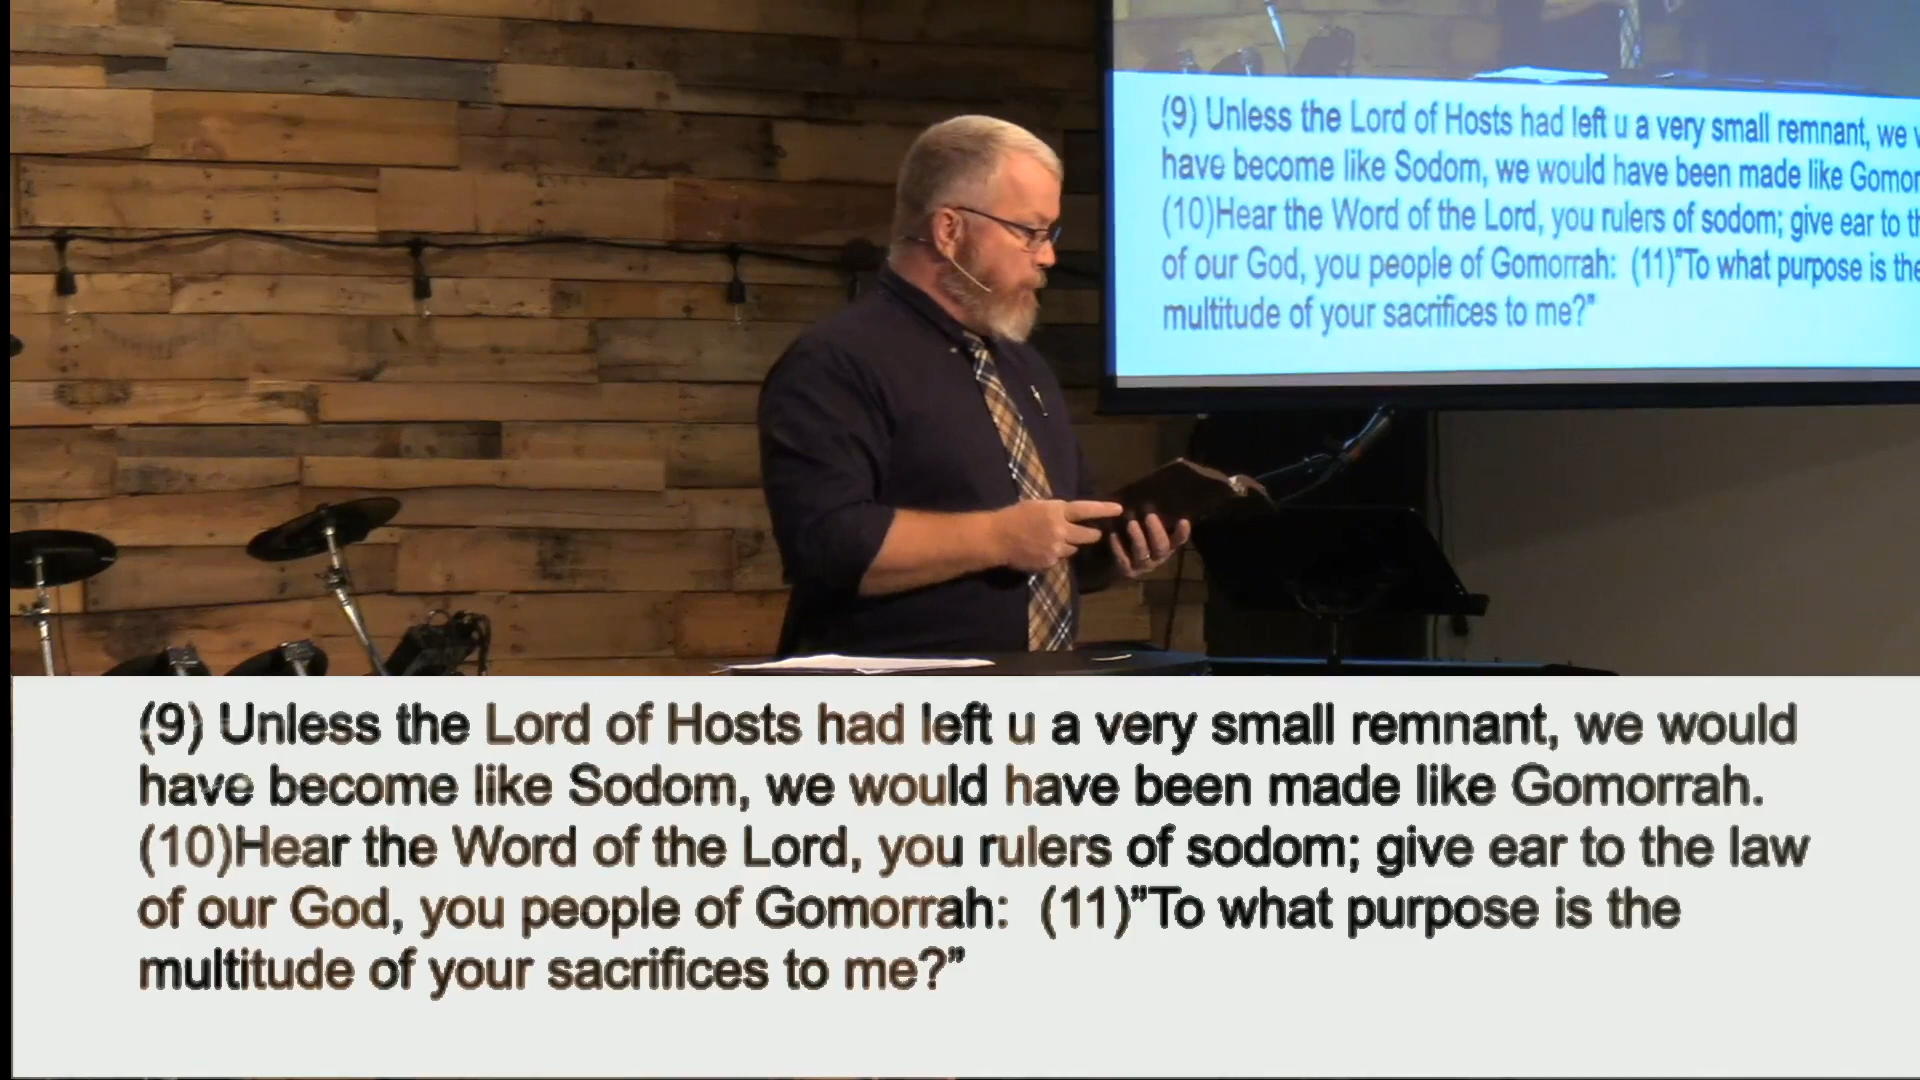 (9) Unless the Lord of Hosts had left u a very small remnant, we
have become like Sodom, we would have been made like
(10)Hear the Word of the Lord, you rulers of sodom; give ear to
of our God, you people of Gomorrah: (11)”To what purpose is the
multitude of your sacrifices to me?”
(9) Unless the Lord of Hosts had left u a very small remnant, we would
have become like Sodom, we would have been made like Gomorrah.
(10)Hear the Word of the Lord, you rulers of sodom; give ear to the law
of our God, you people of Gomorrah: (11)”To what purpose is the
multitude of your sacrifices to me?”